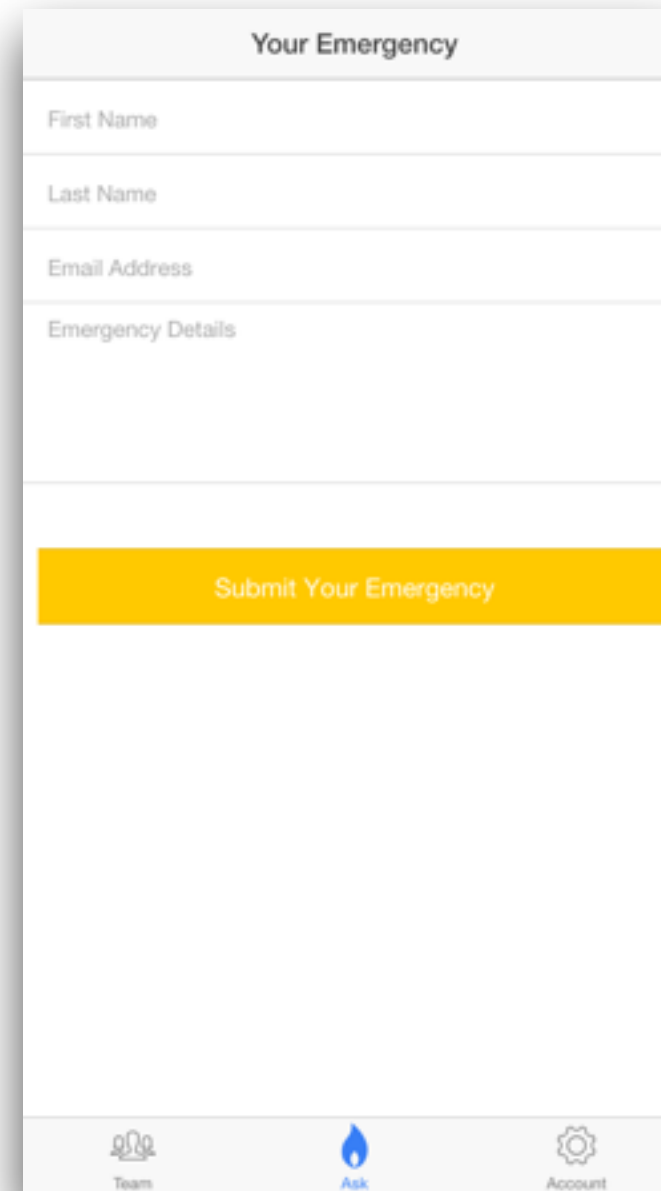 Your Emergency
First Name
Last Name
Email Address
Emergency Details
Submit Your Emergency
Team
Ask
Account